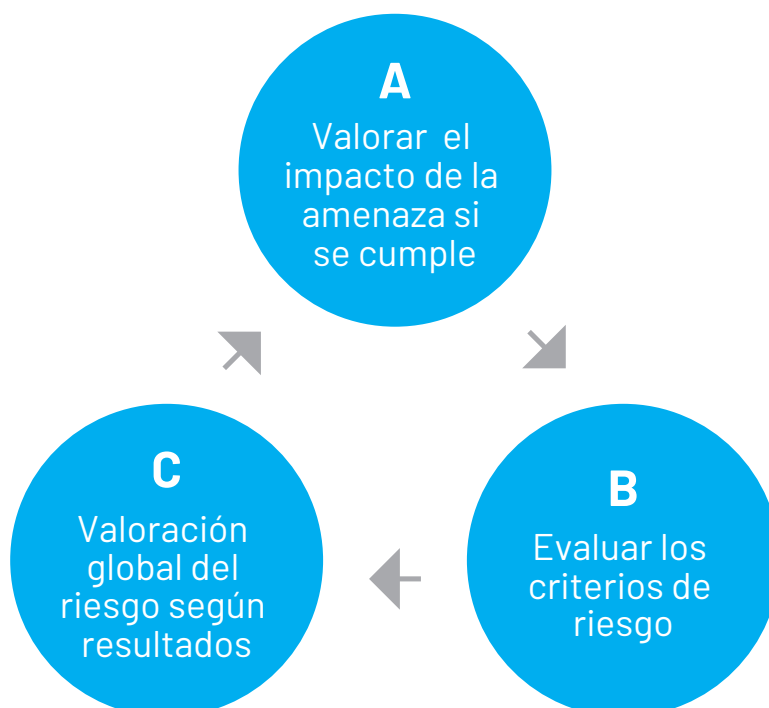 A
Valorar el
impacto de la
amenaza si
se cumple
C
Valoración
global del
riesgo según
resultados
B
Evaluar los
criterios de
riesgo